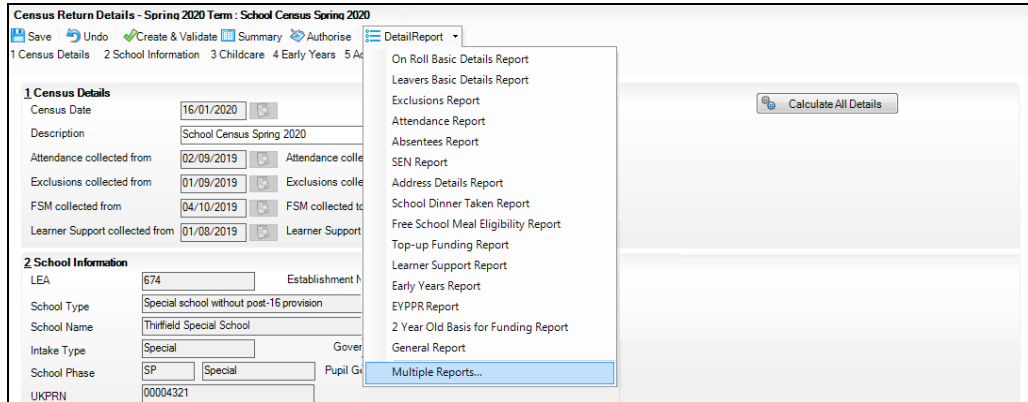 Census Return Details - Spring 2020 Term : School Census Spring 2020
Save Undo Create & Validate Summary Authorise DetailReport
1 Census Details 2 School Information 3 Childcare 4 Early Years 5 Ad
On Roll Basic Details Report
Leavers Basic Details Report
Exclusions Report
Attendance Report
Absentees Report
SEN Report
Address Details Report
School Dinner Taken Report
Free School Meal Eligibility Report
Top-up Funding Report
Learner Support Report
Early Years Report
EYPPR Report
2 Year Old Basis for Funding Report
General Report
Multiple Reports...
1 Census Details
Calculate All Details
Census Date 16/01/2020
Description School Census Spring 2020
Attendance collected from 02/09/2019 Attendance colle
Exclusions collected from 01/09/2019 Exclusions colle
FSM collected from 04/10/2019 FSM collected to
Learner Support collected from 01/08/2019 Learner Support
2 School Information
LEA 674 Establishment N
School Type Special school without post-16 provision
School Name Thirlfield Special School
Intake Type Special Gover
School Phase SP Special Pupil Ge
UKPRN 00004321